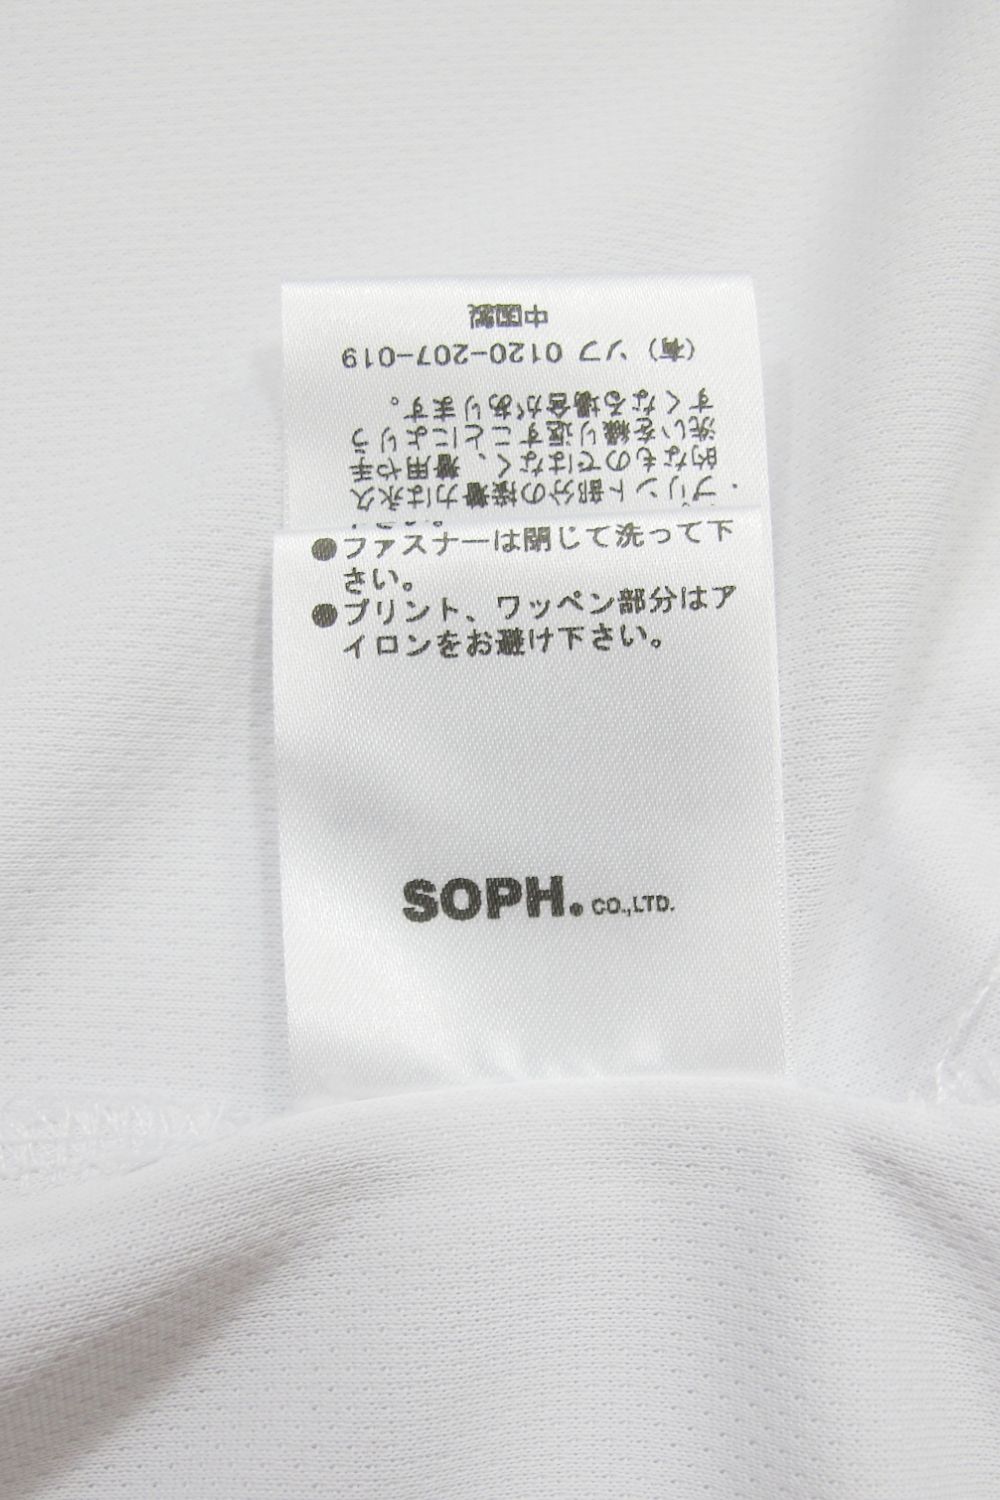 ・プリント部分の接着力は永久
的なものではなく、着用や手
洗いを繰り返すことによりう
すくなる場合があります。
(有) ソフ 0120-207-019
中国製
●ファスナーは閉じて洗って下
さい。
●プリント、ワッペン部分はア
イロンをお避け下さい。
SOPH. CO.,LTD.